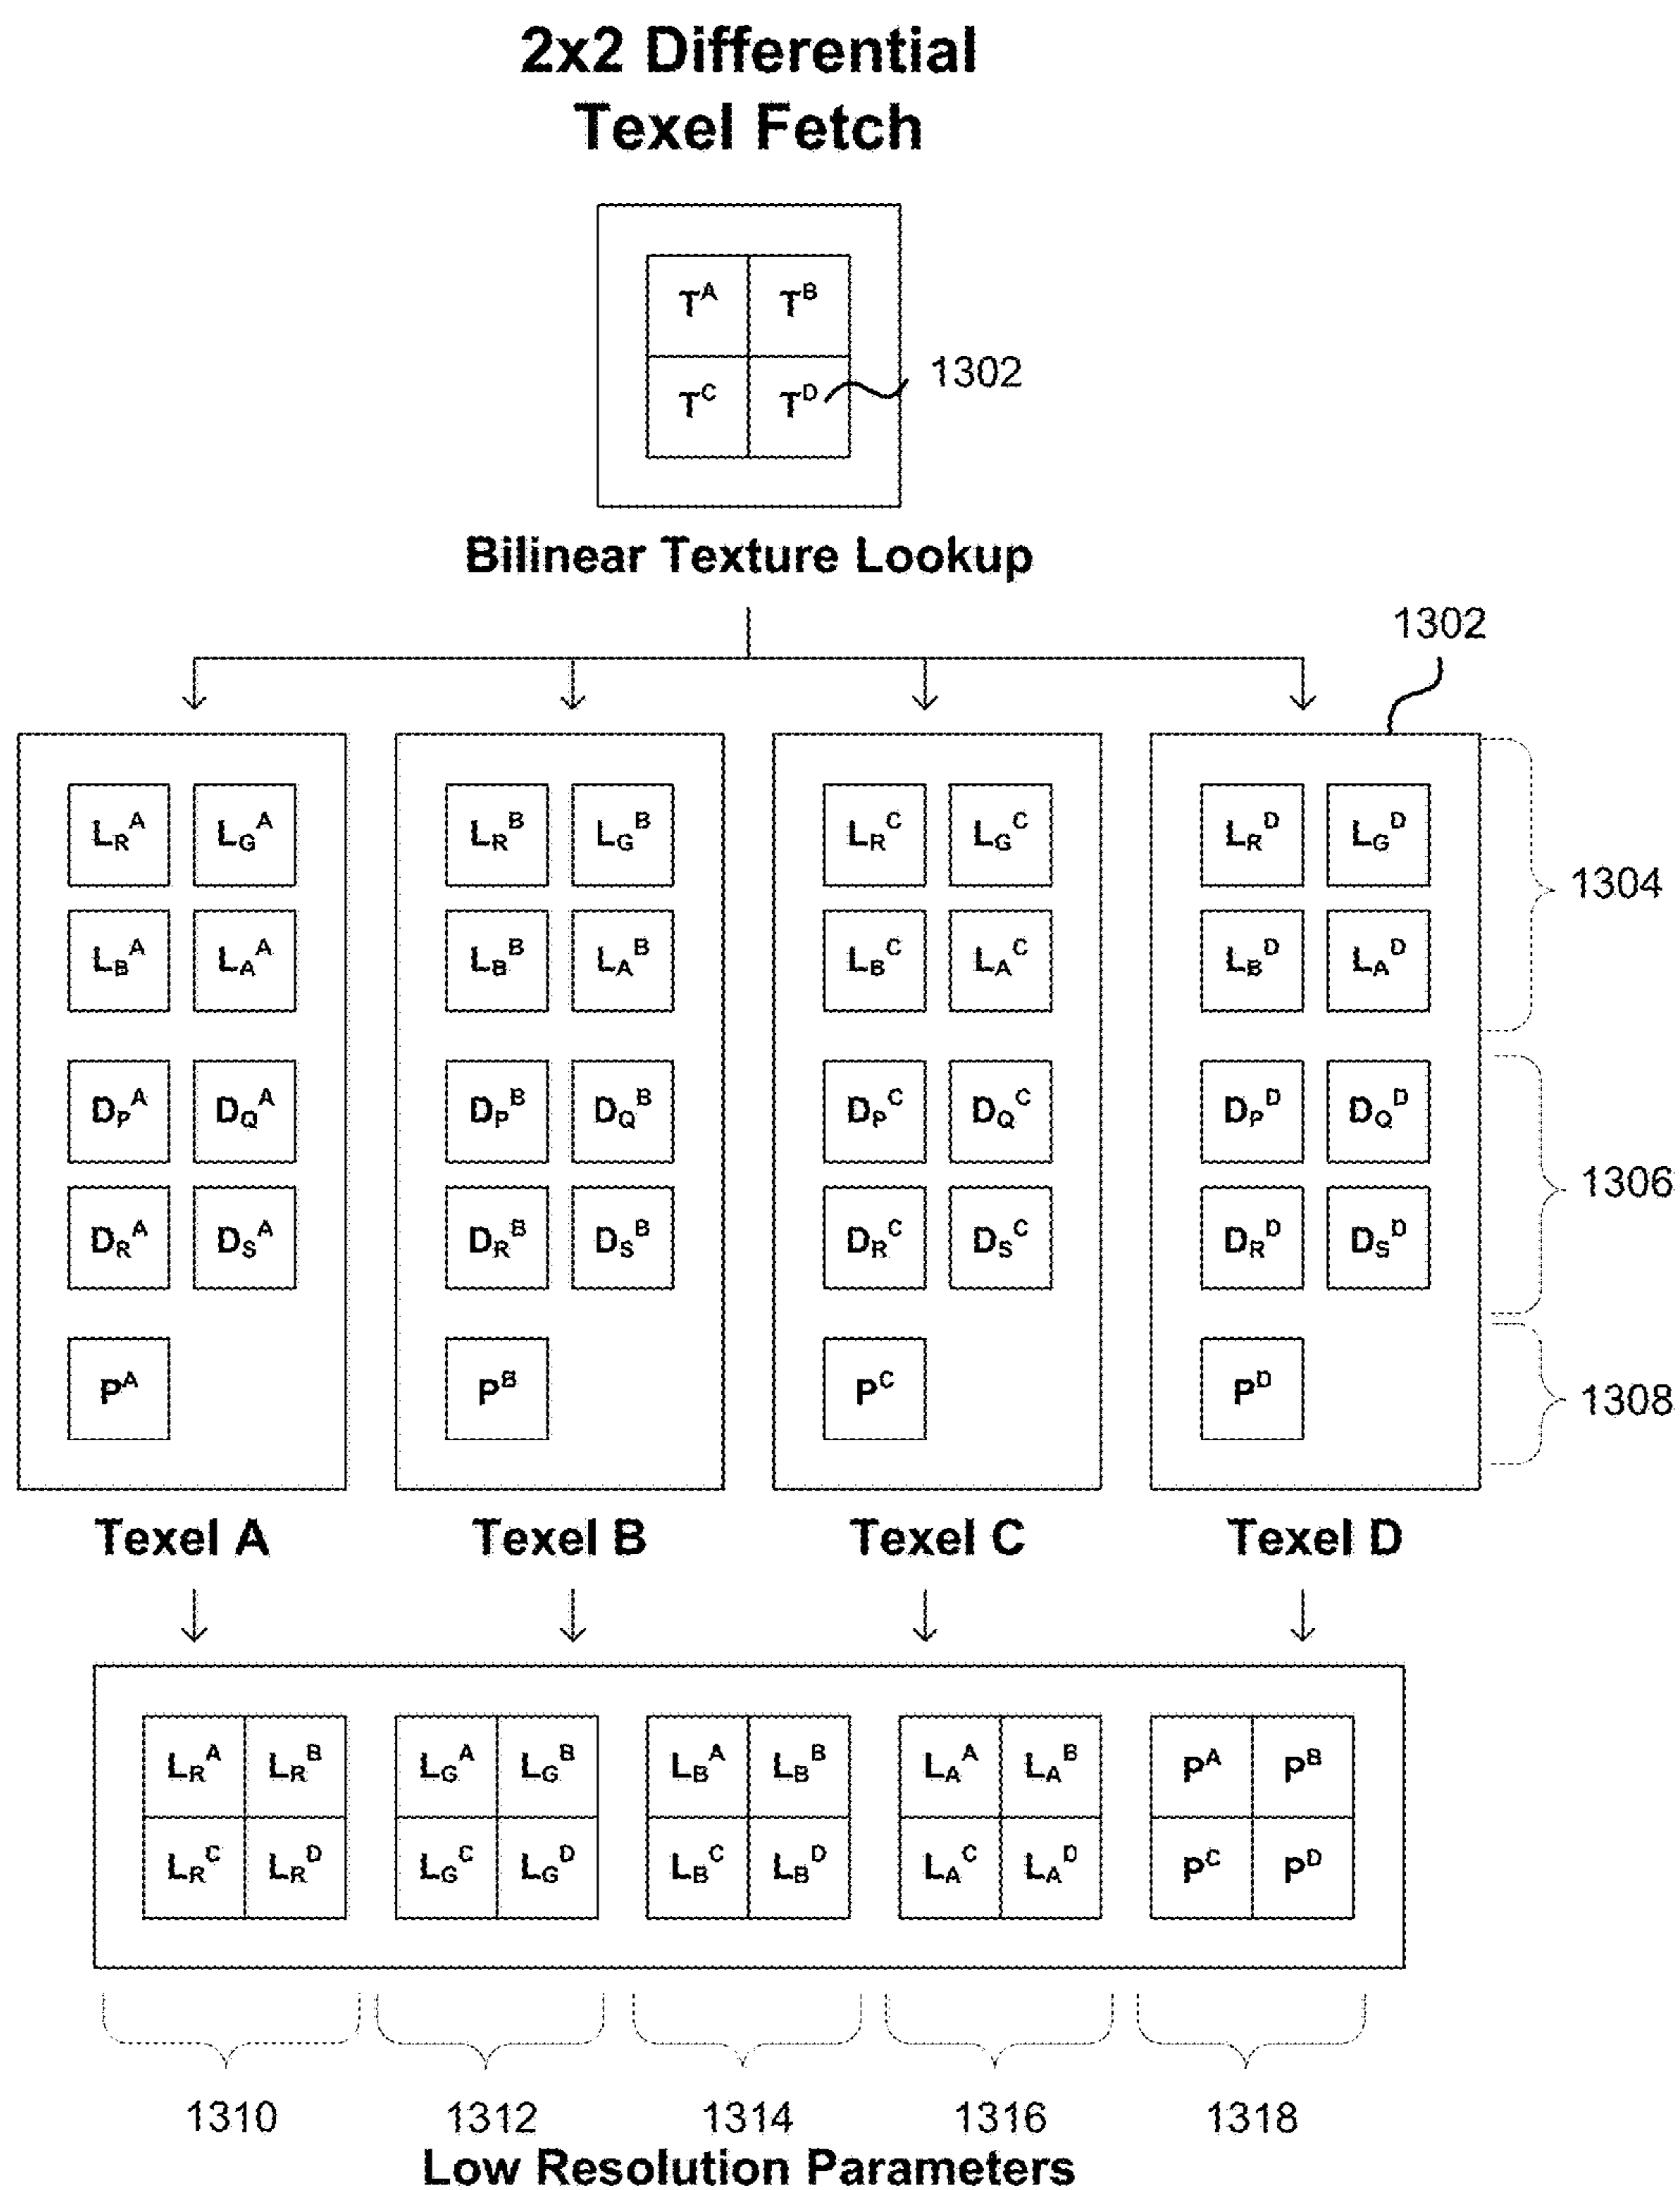 2x2 Differential
Texel Fetch
T^A T^B
T^C T^D 1302
Bilinear Texture Lookup
1302
L_R^A L_G^A L_R^B L_G^B L_R^C L_G^C L_R^D L_G^D
1304
L_B^A L_A^A L_B^B L_A^B L_B^C L_A^C L_B^D L_A^D
D_P^A D_Q^A D_P^B D_Q^B D_P^C D_Q^C D_P^D D_Q^D
1306
D_R^A D_S^A D_R^B D_S^B D_R^C D_S^C D_R^D D_S^D
P^A P^B P^C P^D 1308
Texel A Texel B Texel C Texel D
L_R^A L_R^B L_G^A L_G^B L_B^A L_B^B L_A^A L_A^B P^A P^B
L_R^C L_R^D L_G^C L_G^D L_B^C L_B^D L_A^C L_A^D P^C P^D
1310 1312 1314 1316 1318
Low Resolution Parameters